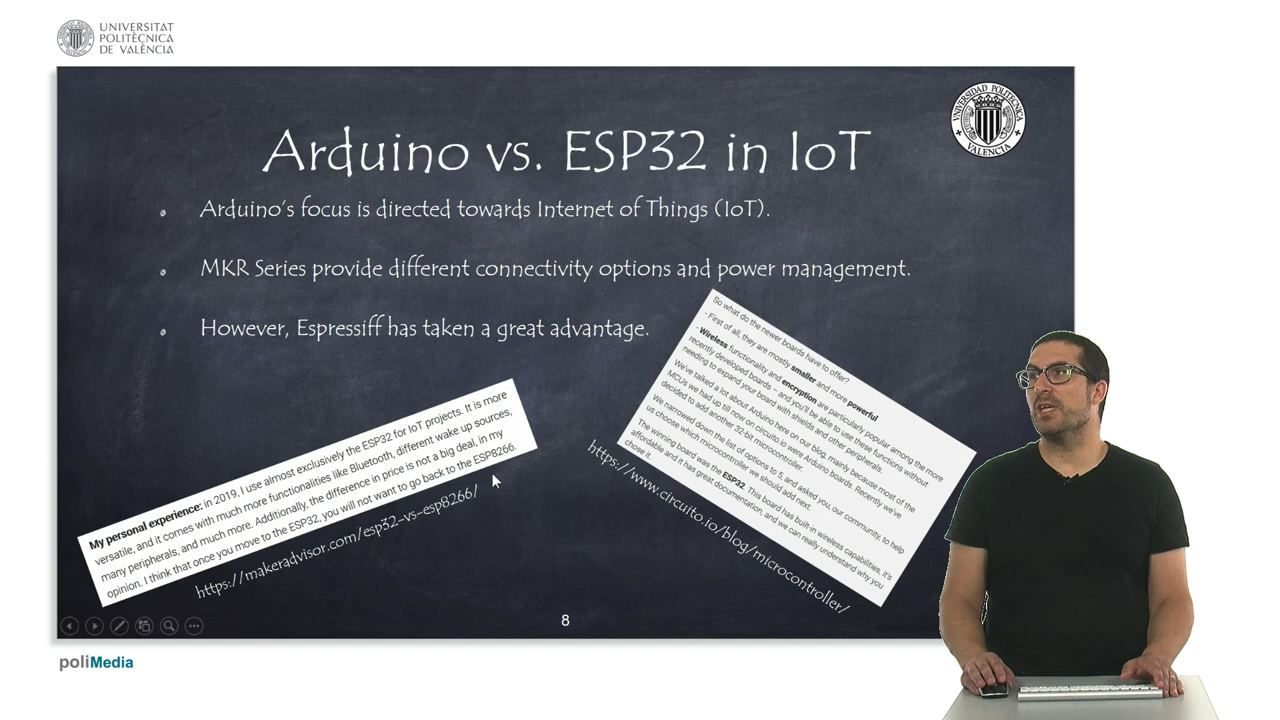 UNIVERSITAT
POLITÈCNICA
DE VALÈNCIA
UNIVERSIDAD POLITECNICA
VALENCIA
Arduino vs. ESP32 in IoT
Arduino's focus is directed towards Internet of Things (IoT).
MKR Series provide different connectivity options and power management.
However, Espressiff has taken a great advantage.
My personal experience: in 2019, I use almost exclusively the ESP32 for IoT projects. It is more
versatile, and it comes with much more functionalities like Bluetooth, different wake up sources,
many peripherals, and much more. Additionally, the difference in price is not a big deal, in my
opinion. I think that once you move to the ESP32, you will not want to go back to the ESP8266.
https://makeradvisor.com/esp32-vs-esp8266/
So what do the newer boards have to offer?
- First of all, they are mostly smaller and more powerful
- Wireless functionality and encryption are particularly popular among the more
recently developed boards – and you'll be able to use these functions without
needing to expand your board with shields and other peripherals.
We've talked a lot about Arduino here on our blog, mainly because most of the
MCUs we had up till now on circuito.io were Arduino boards. Recently we've
decided to add another 32-bit microcontroller.
We narrowed down the list of options to 5, and asked you, our community, to help
us choose which microcontroller we should add next.
The winning board was the ESP32. This board has built-in wireless capabilities, it's
affordable and it has great documentation, and we can really understand why you
chose it.
https://www.circuito.io/blog/microcontroller/
8
poliMedia